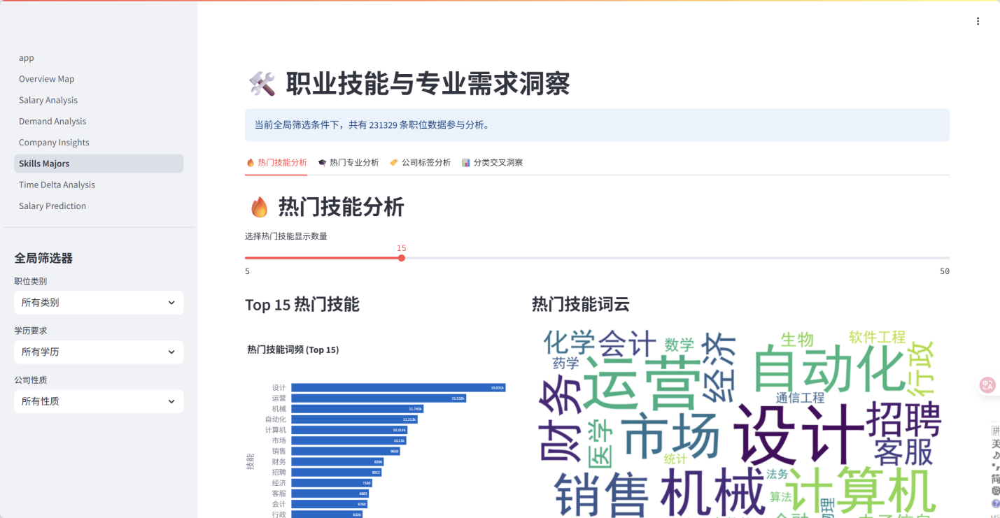 app
Overview Map
Salary Analysis
Demand Analysis
Company Insights
Skills Majors
Time Delta Analysis
Salary Prediction
全局筛选器
职位类别
所有类别
学历要求
所有学历
公司性质
所有性质
职业技能与专业需求洞察
当前全局筛选条件下，共有 231329 条职位数据参与分析。
热门技能分析 热门专业分析 公司标签分析 分类交叉洞察
热门技能分析
选择热门技能显示数量
15
5 50
Top 15 热门技能
热门技能词频 (Top 15)
技能
设计
运营 15.533k
机械 11.745k
自动化 11.212k
计算机 10.311k
市场 10.21k
销售 9650
财务 8206
招聘 8012
经济 7180
客服 6883
会计 6760
行政 6326
热门技能词云
化学 会计 数学 经济 生物 软件工程
药学 运营 自动化 行政
财务 通信工程
医学 市场 设计 招聘
统计 客服
销售 机械 法务 计算机
算法 物理